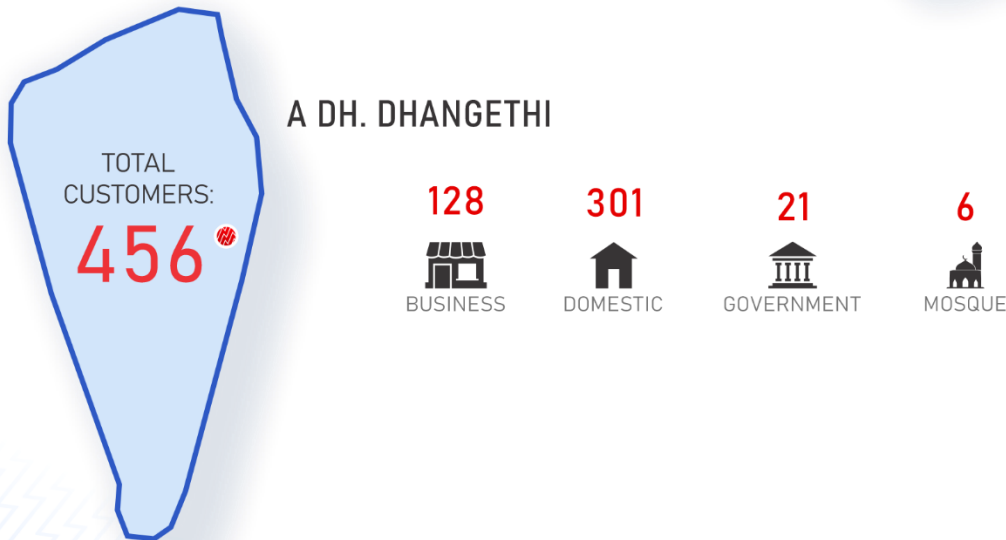 A DH. DHANGETHI
TOTAL
CUSTOMERS:
456
128
301
21
6
BUSINESS
DOMESTIC
GOVERNMENT
MOSQUE